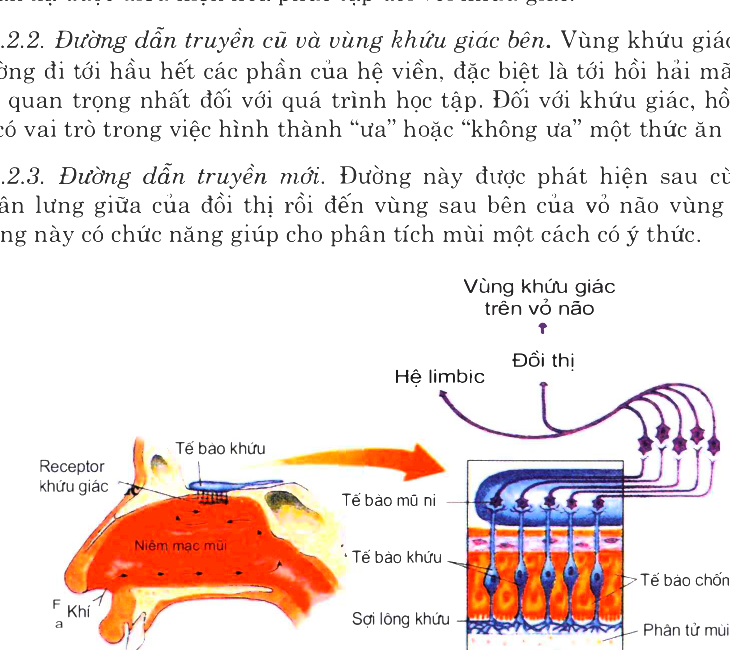 .2.2. Đường dẫn truyền cũ và vùng khứu giác bên. Vùng khứu giác
ờng đi tới hầu hết các phần của hệ viền, đặc biệt là tới hồi hải mã
quan trọng nhất đối với quá trình học tập. Đối với khứu giác, hồ
có vai trò trong việc hình thành “ưa” hoặc “không ưa” một thức ăn
.2.3. Đường dẫn truyền mới. Đường này được phát hiện sau cù
ân lưng giữa của đồi thị rồi đến vùng sau bên của vỏ não vùng
ng này có chức năng giúp cho phân tích mùi một cách có ý thức.
Vùng khứu giác
trên vỏ não
Đồi thị
Hệ limbic
Tế bào khứu
Receptor
khứu giác
Tế bào mũ ni
Niêm mạc mũi
Tế bào khứu
Tế bào chốn
F
a
Khí
Sợi lông khứu
Phân tử mùi